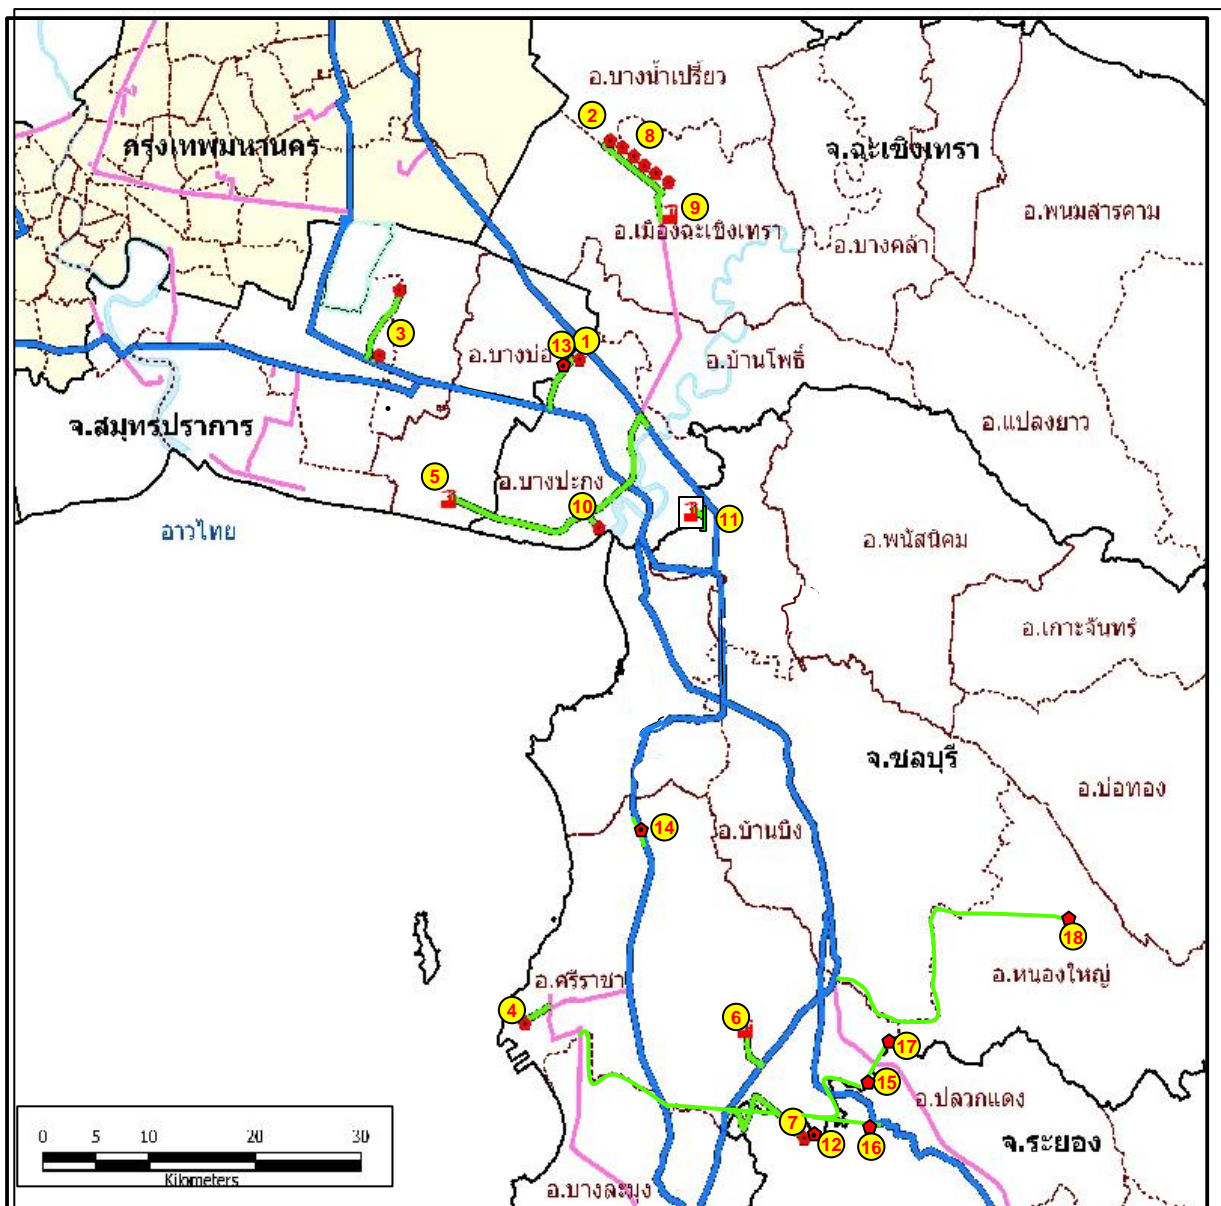 อ.บางน้ำเปรี้ยว
2
8
กรุงเทพมหานคร
จ.ฉะเชิงเทรา
9
อ.พนมสารคาม
อ.เมืองฉะเชิงเทรา
อ.บางคล้า
3
13
1
อ.บางบ่อ
อ.บ้านโพธิ์
จ.สมุทรปราการ
อ.แปลงยาว
5
อ.บางปะกง
10
11
อ่าวไทย
อ.พนัสนิคม
อ.เกาะจันทร์
จ.ชลบุรี
อ.บ่อทอง
14
อ.บ้านบึง
18
อ.ศรีราชา
อ.หนองใหญ่
4
6
17
15
อ.ปลวกแดง
7
12
16
จ.ระยอง
0 5 10 20 30
Kilometers
อ.บางละมุง